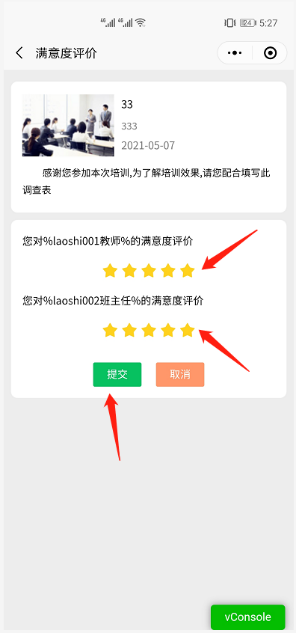 5:27
满意度评价
33
333
2021-05-07
感谢您参加本次培训,为了解培训效果,请您配合填写此
调查表
您对%laoshi001教师%的满意度评价
您对%laoshi002班主任%的满意度评价
提交 取消
vConsole